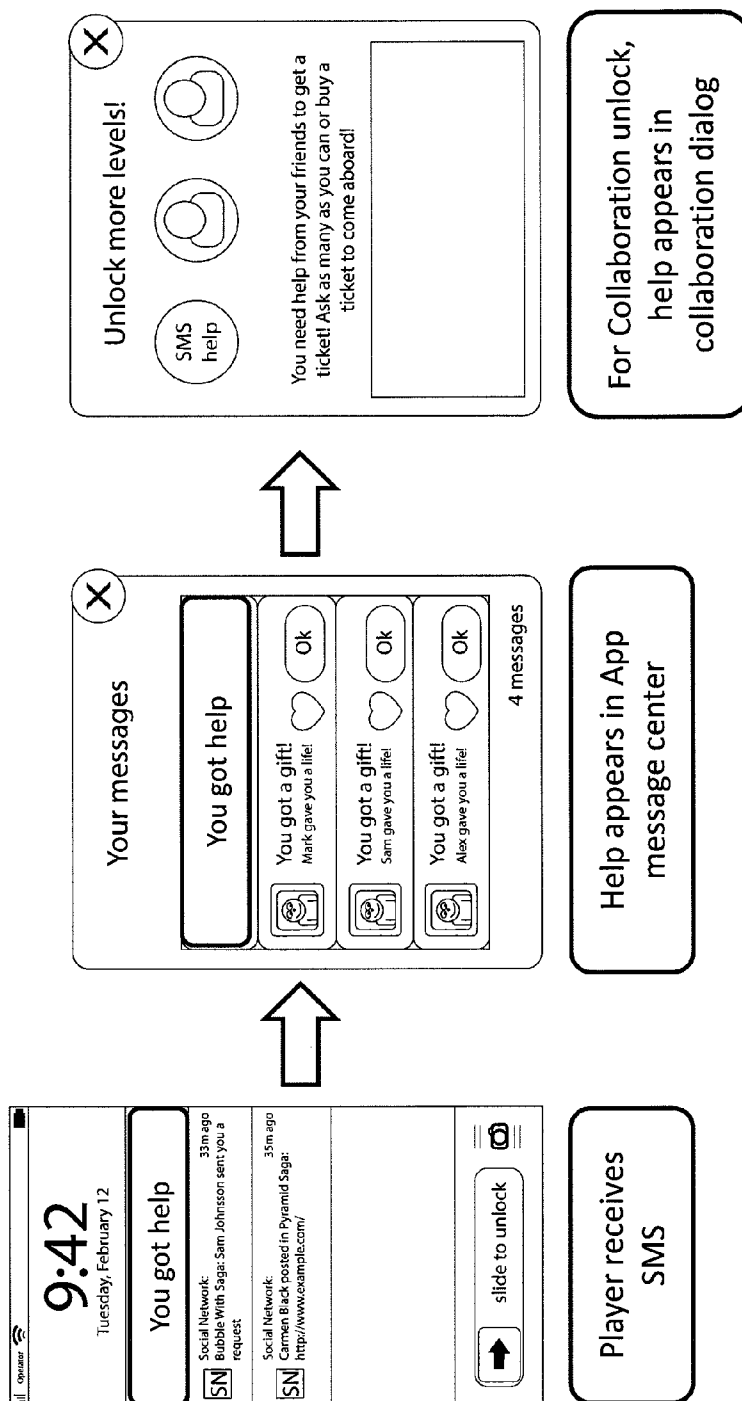 Operator
9:42
Tuesday, February 12
You got help
SN
Social Network:
33m ago
Bubble With Saga: Sam Johnsson sent you a
request
SN
Social Network:
35m ago
Carmen Black posted in Pyramid Saga:
http://www.example.com/
slide to unlock
Player receives
SMS
Your messages
X
You got help
You got a gift!
Mark gave you a life!
Ok
You got a gift!
Sam gave you a life!
Ok
You got a gift!
Alex gave you a life!
Ok
4 messages
Help appears in App
message center
Unlock more levels!
X
SMS
help
You need help from your friends to get a
ticket! Ask as many as you can or buy a
ticket to come aboard!
For Collaboration unlock,
help appears in
collaboration dialog